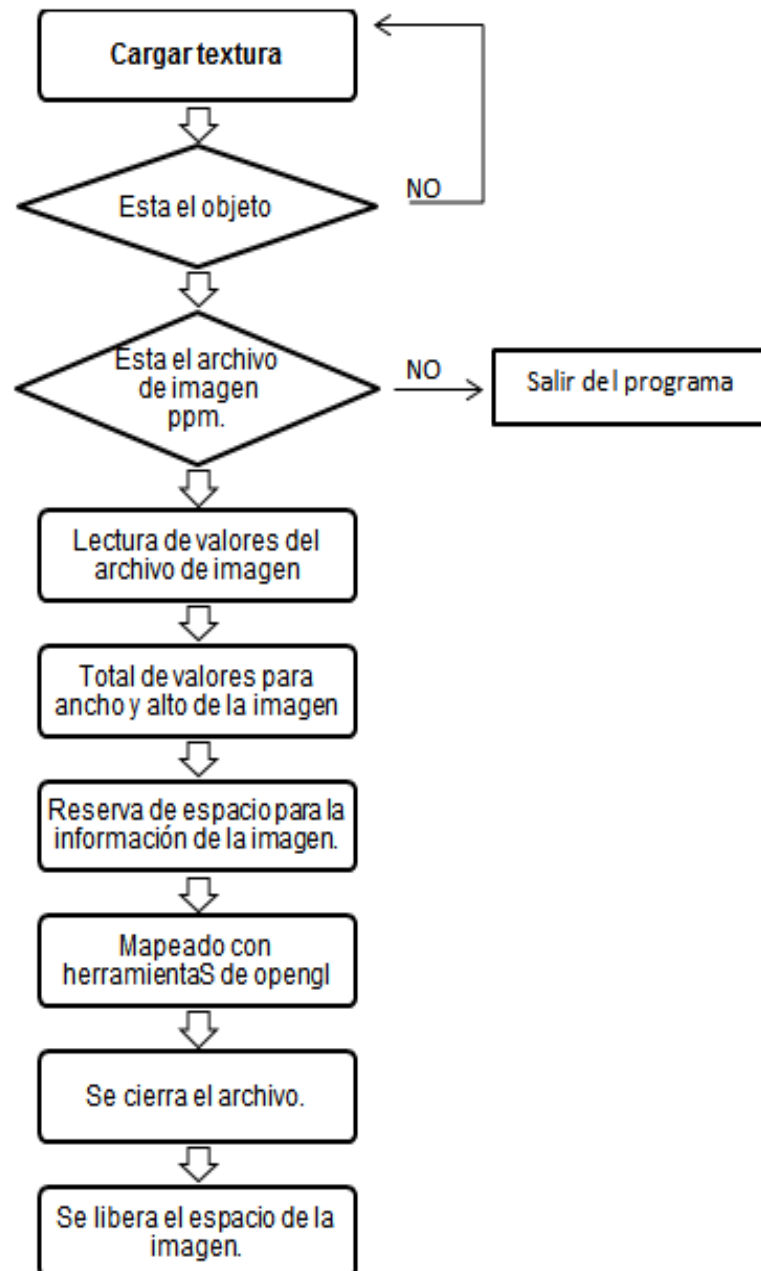 Cargar textura
Esta el objeto
NO
Esta el archivo
de imagen
ppm.
NO
Salir del programa
Lectura de valores del
archivo de imagen
Total de valores para
ancho y alto de la imagen
Reserva de espacio para la
información de la imagen.
Mapeado con
herramientaS de opengl
Se cierra el archivo.
Se libera el espacio de la
imagen.